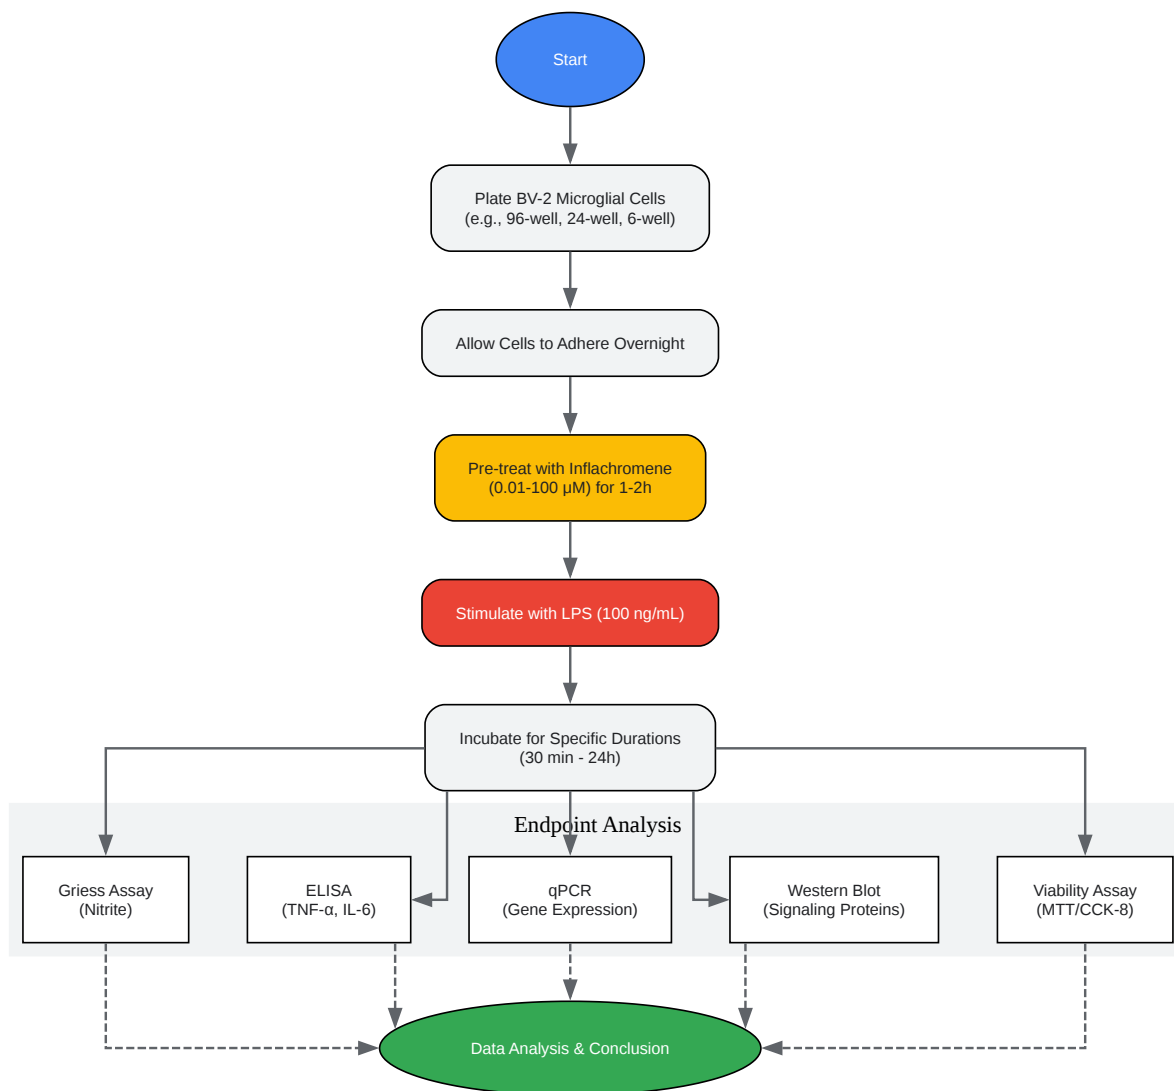 Start
Plate BV-2 Microglial Cells
(e.g., 96-well, 24-well, 6-well)
Allow Cells to Adhere Overnight
Pre-treat with Inflachromene
(0.01-100 μM) for 1-2h
Stimulate with LPS (100 ng/mL)
Incubate for Specific Durations
(30 min - 24h)
Endpoint Analysis
Griess Assay
(Nitrite)
ELISA
(TNF-α, IL-6)
qPCR
(Gene Expression)
Western Blot
(Signaling Proteins)
Viability Assay
(MTT/CCK-8)
Data Analysis & Conclusion